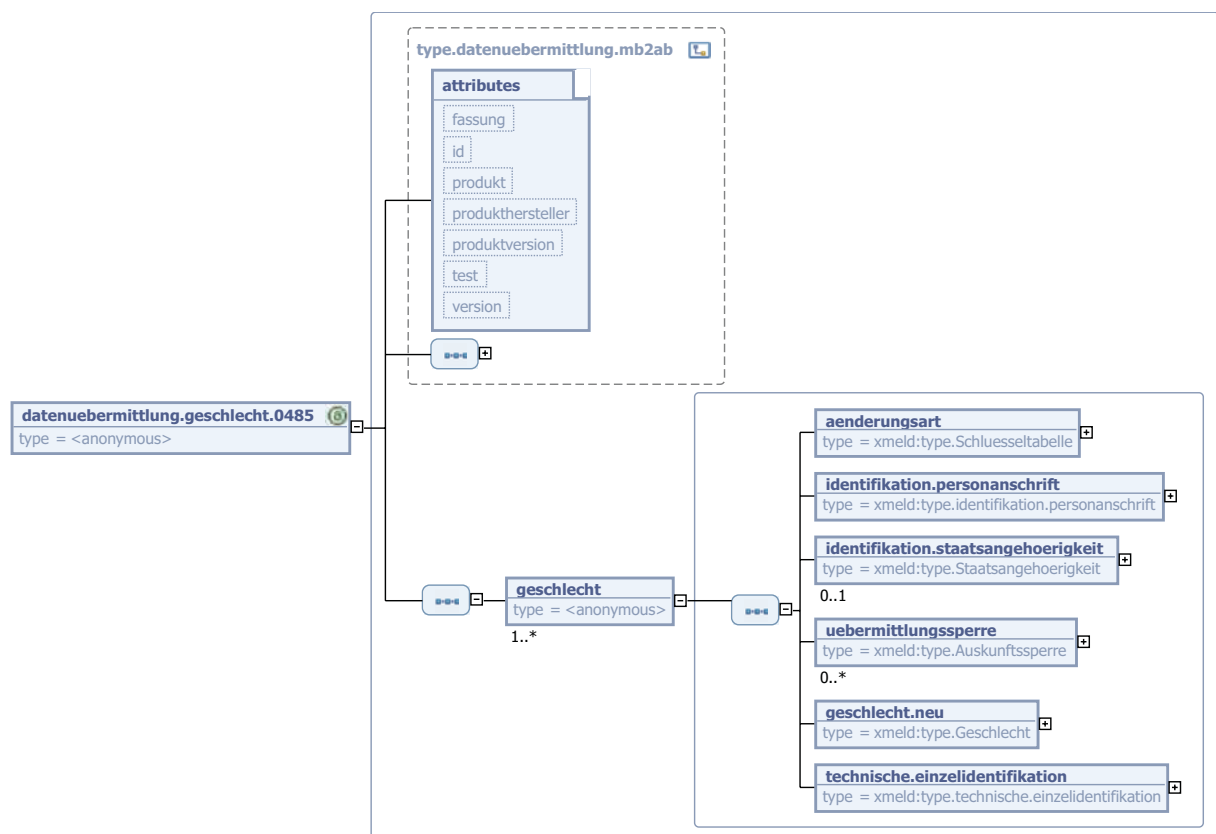 type.datenuebermittlung.mb2ab
attributes
fassung
id
produkt
produkthersteller
produktversion
test
version
datenuebermittlung.geschlecht.0485
type = <anonymous>
geschlecht
type = <anonymous>
1..*
aenderungsart
type = xmeld:type.Schluesseltabelle
identifikation.personanschrift
type = xmeld:type.identifikation.personanschrift
identifikation.staatsangehoerigkeit
type = xmeld:type.Staatsangehoerigkeit
0..1
uebermittlungssperre
type = xmeld:type.Auskunftssperre
0..*
geschlecht.neu
type = xmeld:type.Geschlecht
technische.einzelidentifikation
type = xmeld:type.technische.einzelidentifikation